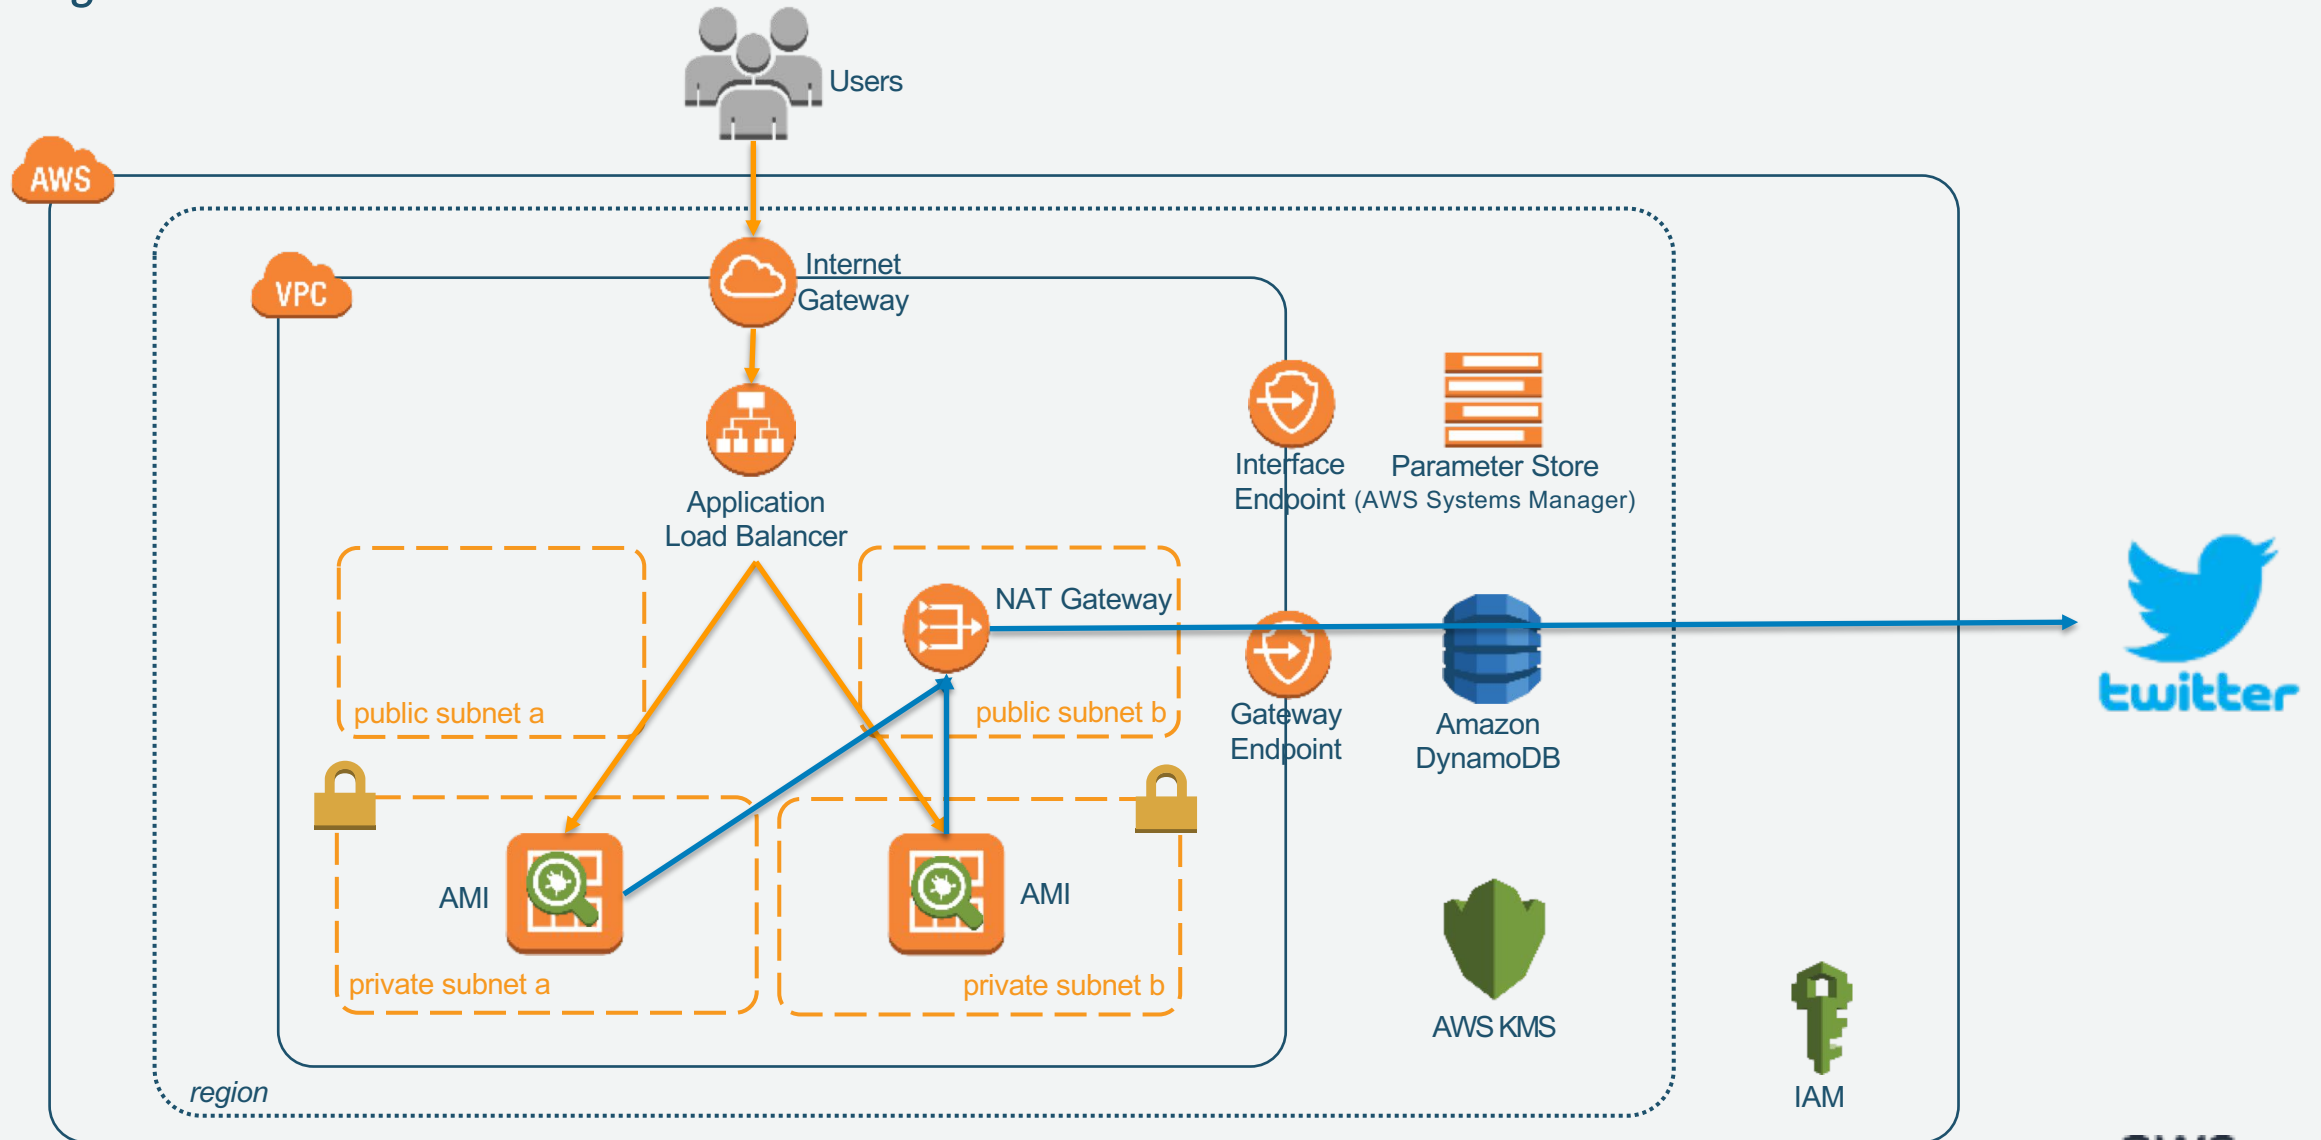 Users
AWS
Internet
Gateway
VPC
Interface
Endpoint
Parameter Store
(AWS Systems Manager)
Application
Load Balancer
NAT Gateway
public subnet a
public subnet b
Gateway
Endpoint
Amazon
DynamoDB
twitter
AMI
AMI
private subnet a
private subnet b
AWS KMS
region
IAM